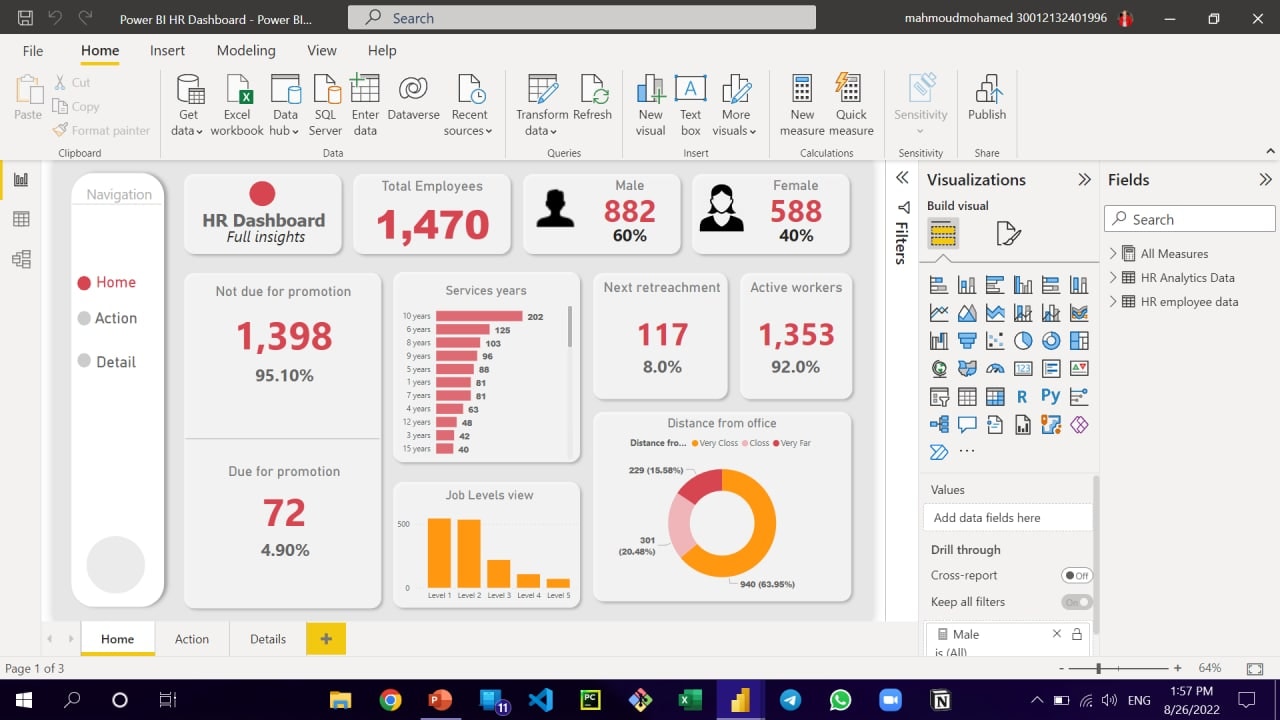 Power BI HR Dashboard - Power BI...
Search
mahmoudmohamed 30012132401996
File
Home
Insert
Modeling
View
Help
Paste
Cut
Copy
Format painter
Clipboard
Get data
Excel workbook
Data hub
SQL Server
Enter data
Dataverse
Recent sources
Data
Transform data
Refresh
Queries
New visual
Text box
More visuals
Insert
New measure
Quick measure
Calculations
Sensitivity
Sensitivity
Publish
Share
Navigation
Home
Action
Detail
HR Dashboard
Full insights
Total Employees
1,470
Male
882
60%
Female
588
40%
Not due for promotion
1,398
95.10%
Due for promotion
72
4.90%
Services years
10 years 202
6 years 125
8 years 103
9 years 96
5 years 88
1 years 81
7 years 81
4 years 63
12 years 48
3 years 42
15 years 40
Job Levels view
500
0
Level 1 Level 2 Level 3 Level 4 Level 5
Next retreachment
117
8.0%
Active workers
1,353
92.0%
Distance from office
Distance fro... Very Closs Closs Very Far
229 (15.58%)
301
(20.48%)
940 (63.95%)
Filters
Visualizations
Build visual
123
R
Py
...
Values
Add data fields here
Drill through
Cross-report
Off
Keep all filters
On
Male
is (All)
Fields
Search
All Measures
HR Analytics Data
HR employee data
Home
Action
Details
+
Page 1 of 3
- + 64%
11
PC
ENG
1:57 PM
8/26/2022